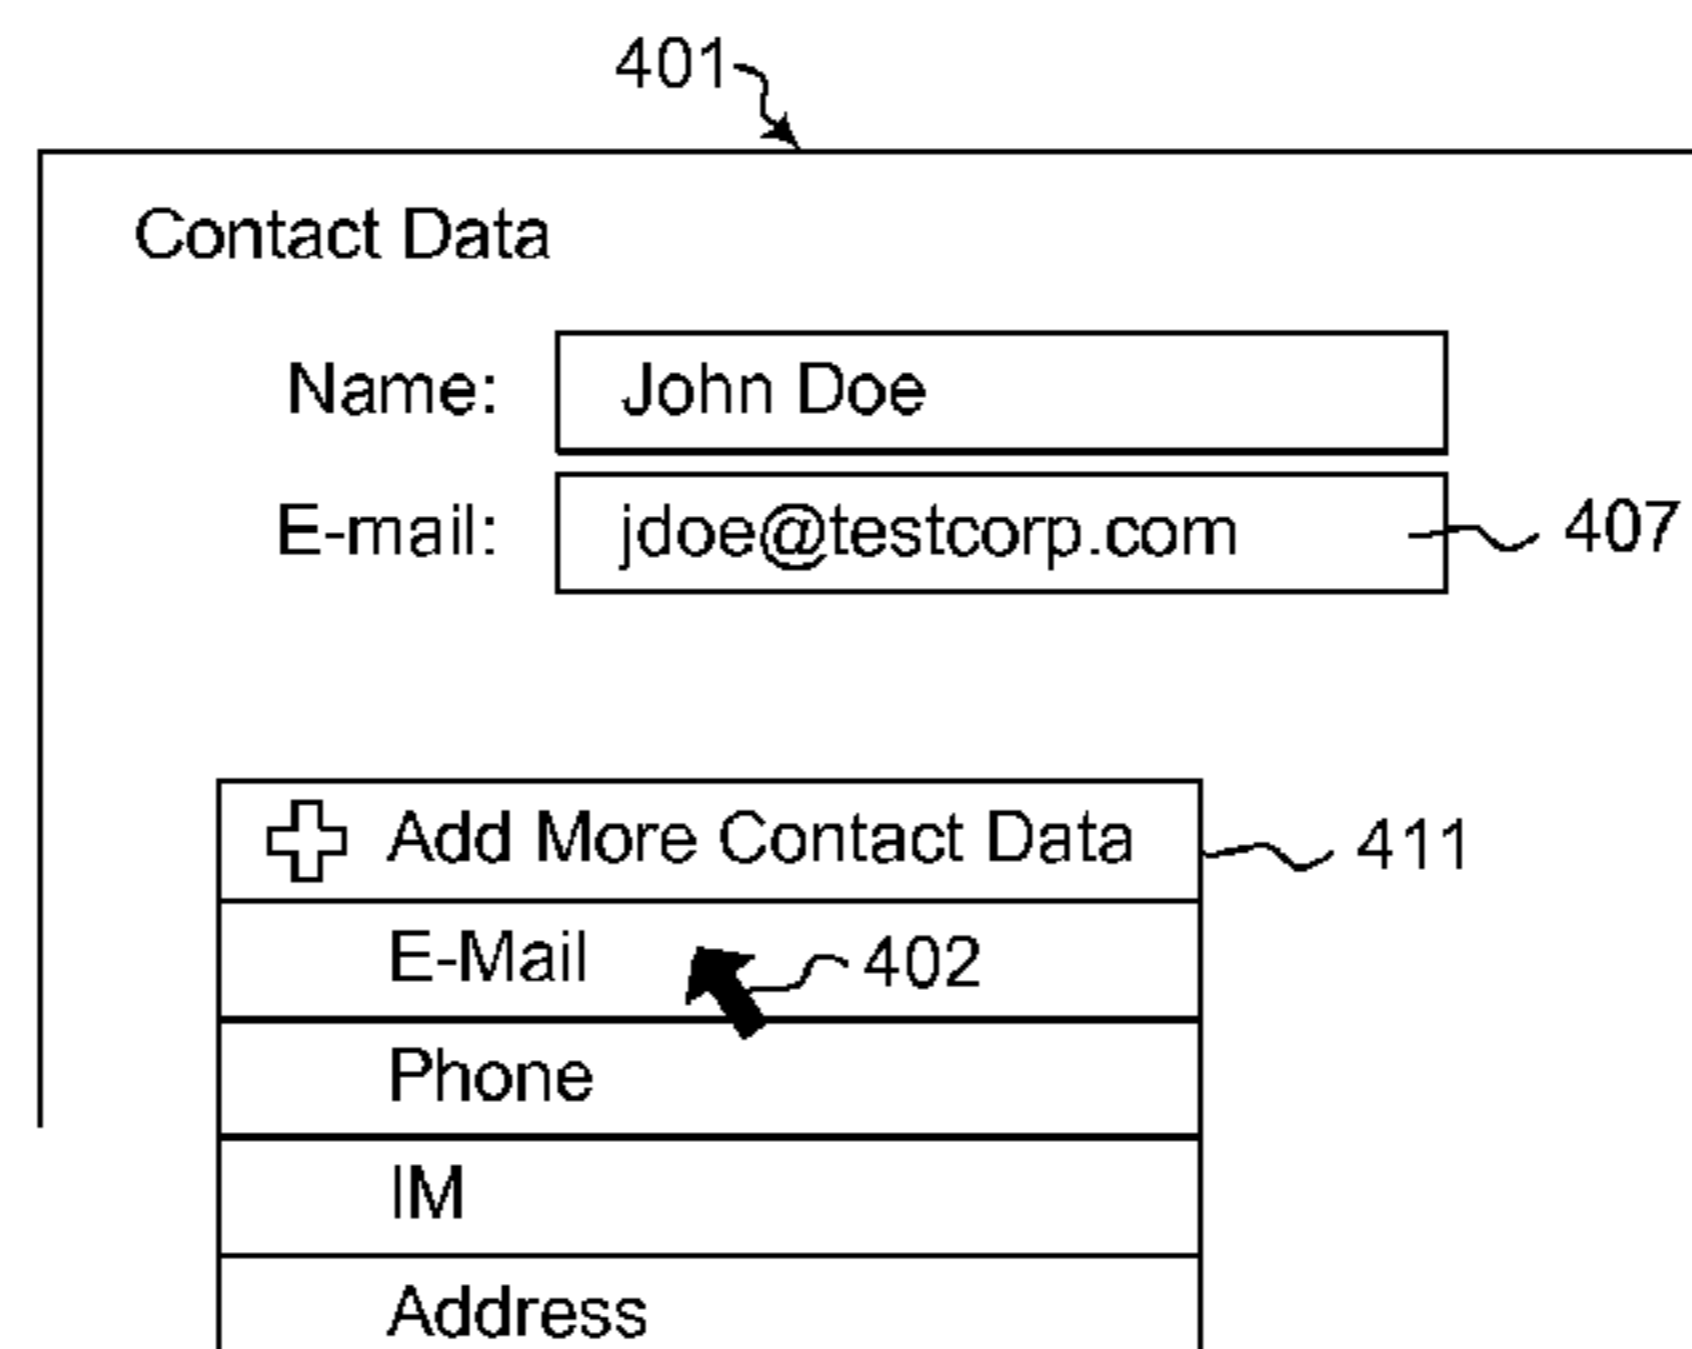 401
Contact Data
Name: John Doe
E-mail: jdoe@testcorp.com 407
Add More Contact Data 411
E-Mail 402
Phone
IM
Address